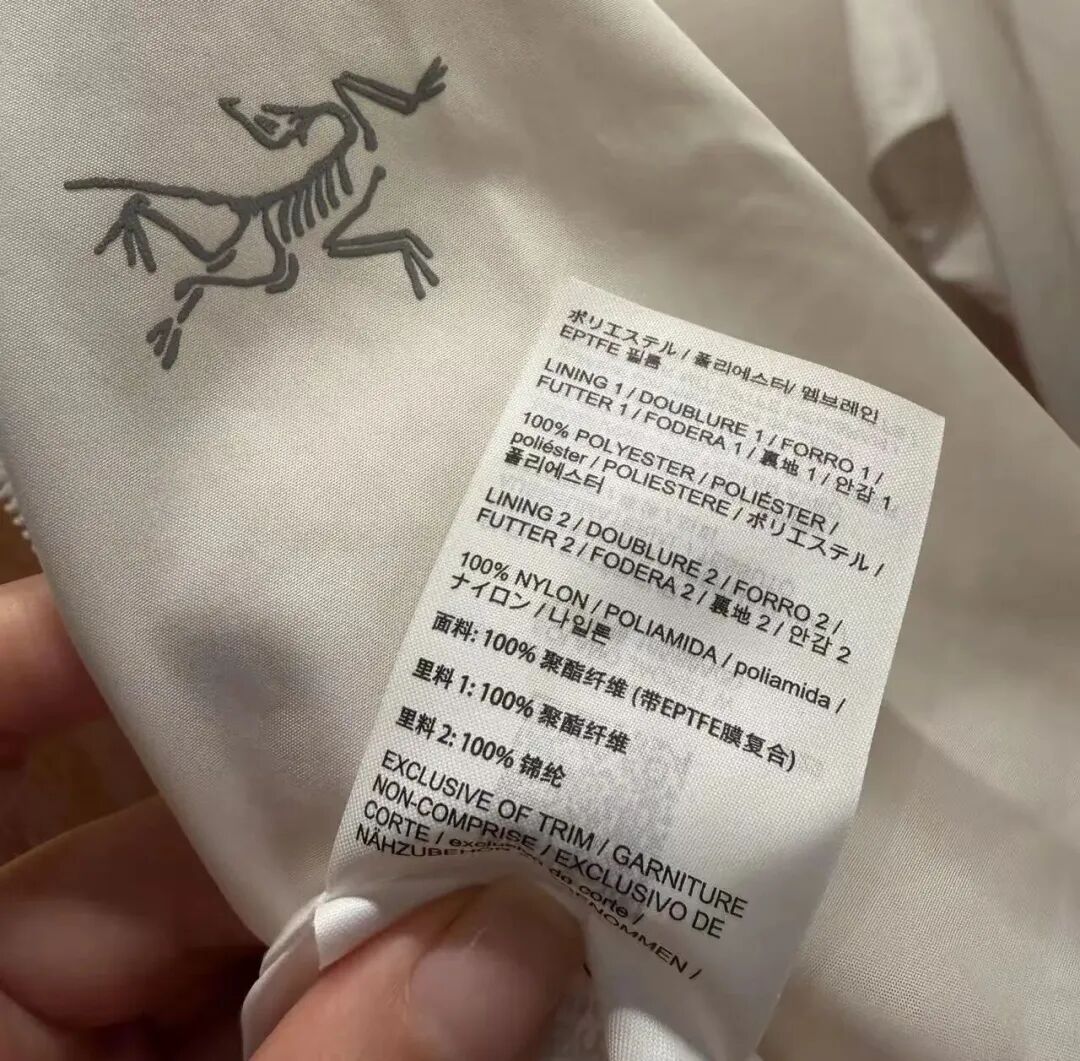 ポリエステル / 폴리에스터/ 멤브레인
EPTFE 필름
LINING 1 / DOUBLURE 1 / FORRO 1 /
FUTTER 1 / FODERA 1 / 裏地 1 / 안감 1
100% POLYESTER / POLIÉSTER /
poliéster / POLIESTERE / ポリエステル /
폴리에스터
LINING 2 / DOUBLURE 2 / FORRO 2 /
FUTTER 2 / FODERA 2 / 裏地 2 / 안감 2
100% NYLON / POLIAMIDA / poliamida /
ナイロン / 나일론
面料: 100% 聚酯纤维 (带EPTFE膜复合)
里料 1: 100% 聚酯纤维
里料 2: 100% 锦纶
EXCLUSIVE OF TRIM / GARNITURE
NON-COMPRISE / EXCLUSIVO DE
CORTE / do corte /